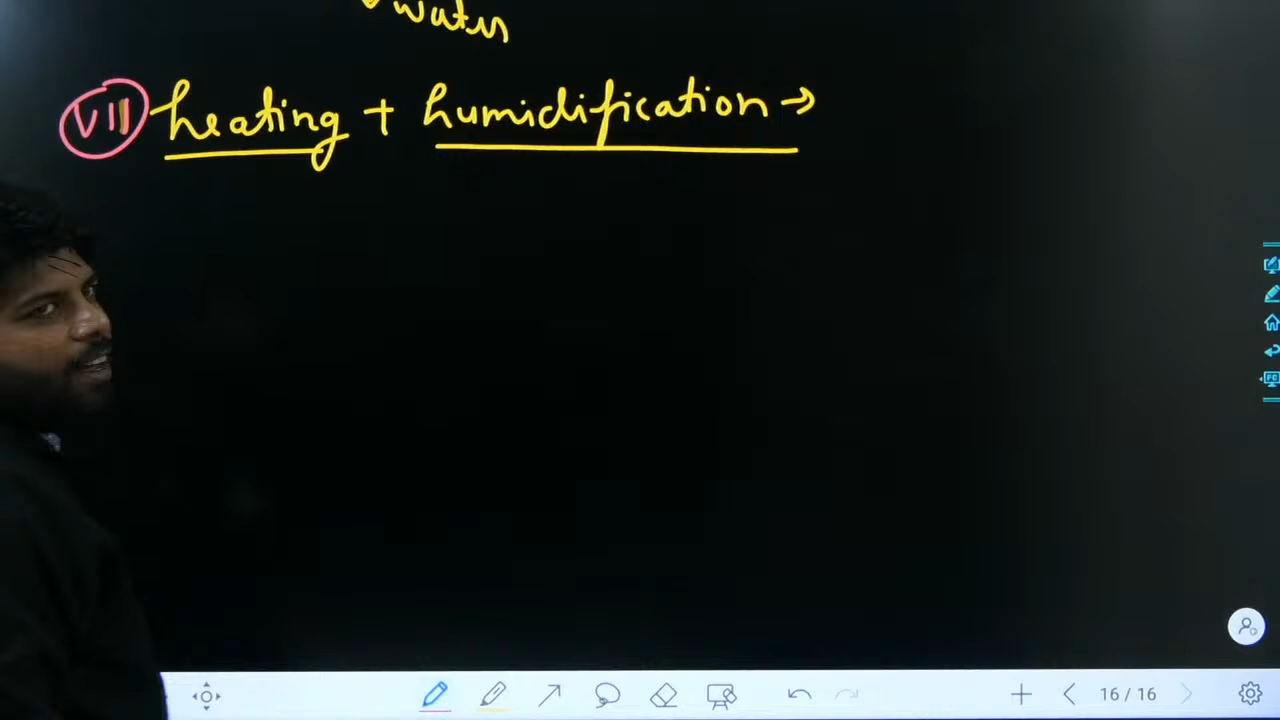 water
VII heating + humidification →
16 / 16